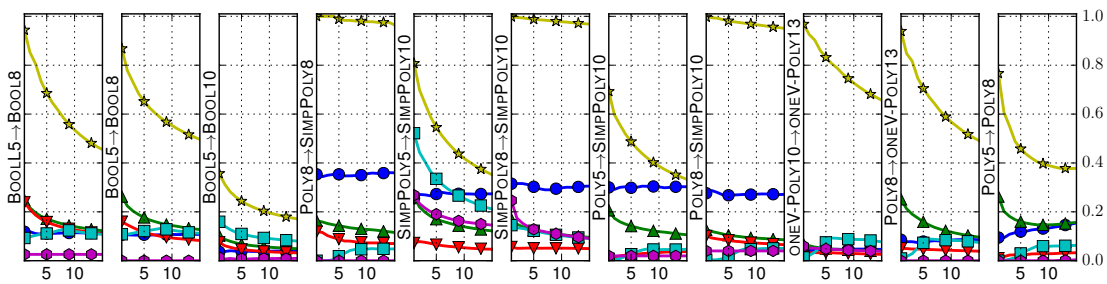 BOOLL5→BOOLL8
BOOL5→BOOL8
BOOL5→BOOL10
POLY8→SIMPPOLY8
SIMPPOLY5→SIMPPOLY10
SIMPPOLY8→SIMPPOLY10
POLY5→SIMPPOLY10
POLY8→SIMPPOLY10
ONEV-POLY10→ONEV-POLY13
POLY8→ONEV-POLY13
POLY5→POLY8
1.0
0.8
0.6
0.4
0.2
0.0
5 10 5 10 5 10 5 10 5 10 5 10 5 10 5 10 5 10 5 10 5 10